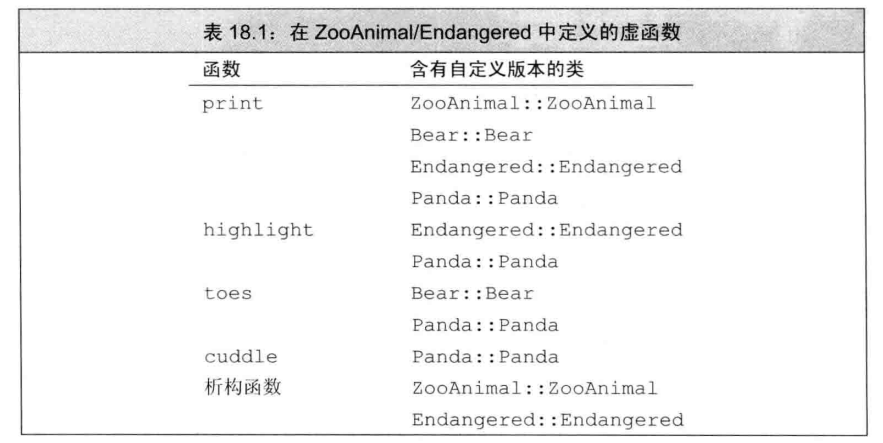 表 18.1：在 ZooAnimal/Endangered 中定义的虚函数
函数 含有自定义版本的类
print ZooAnimal::ZooAnimal
Bear::Bear
Endangered::Endangered
Panda::Panda
highlight Endangered::Endangered
Panda::Panda
toes Bear::Bear
Panda::Panda
cuddle Panda::Panda
析构函数 ZooAnimal::ZooAnimal
Endangered::Endangered